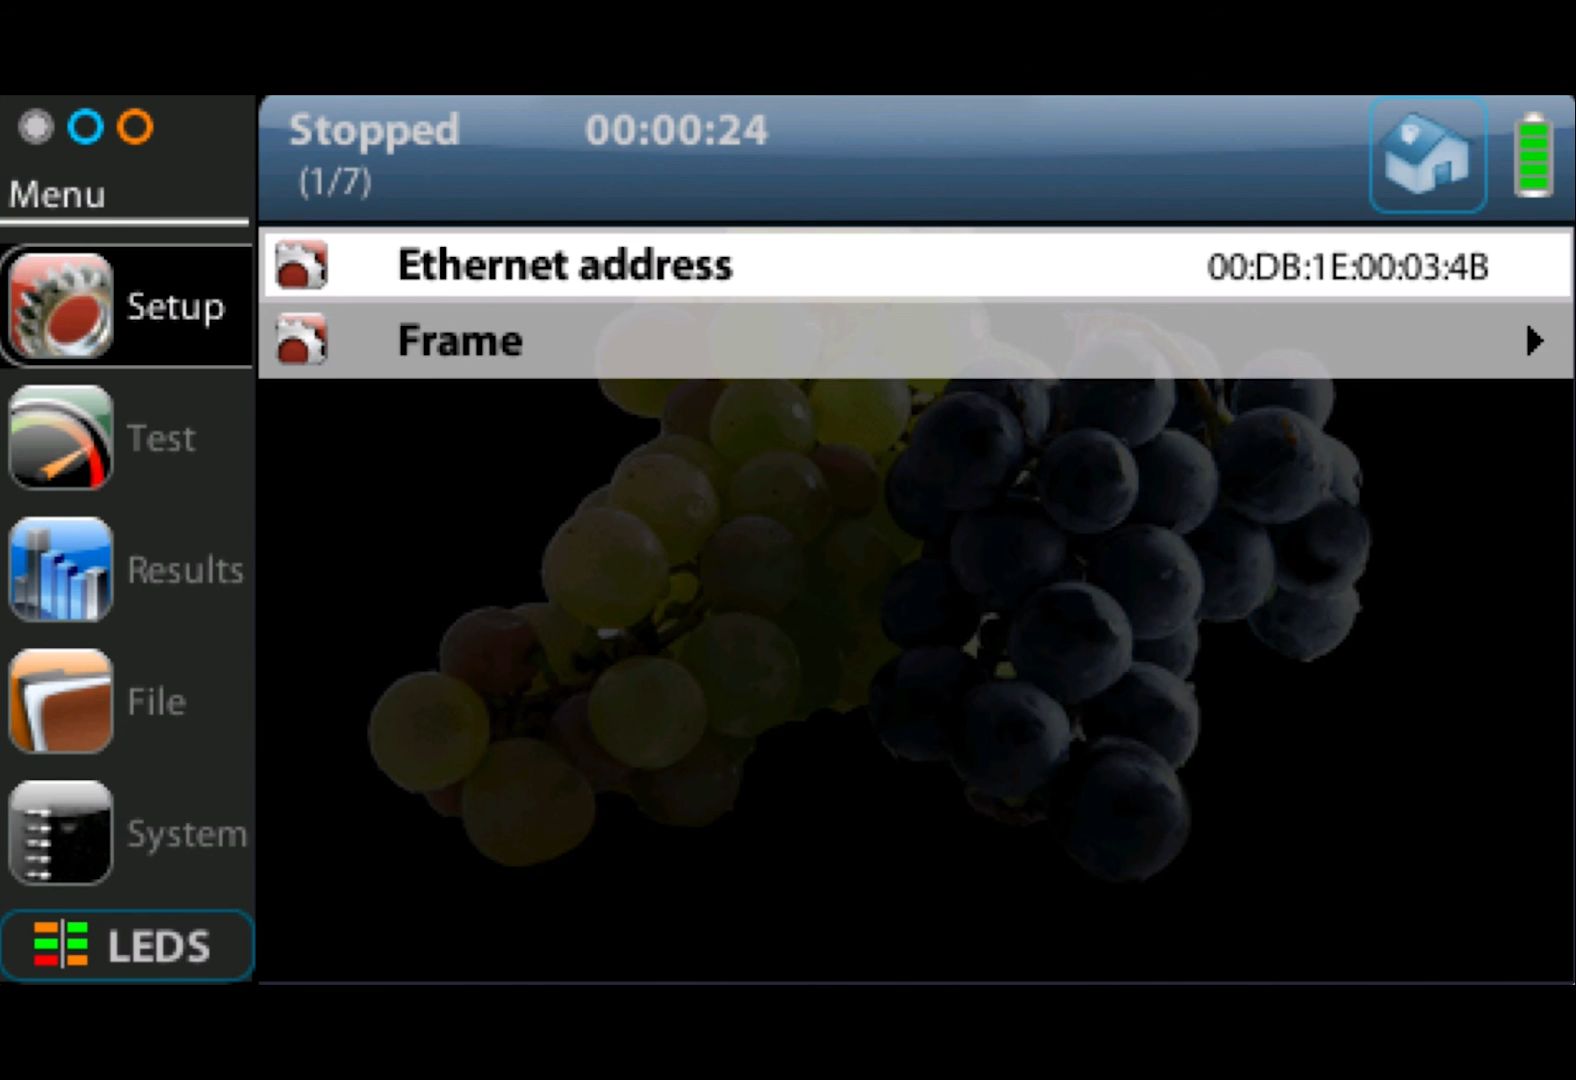 Menu
Setup
Test
Results
File
System
LEDS
Stopped 00:00:24
(1/7)
Ethernet address 00:DB:1E:00:03:4B
Frame